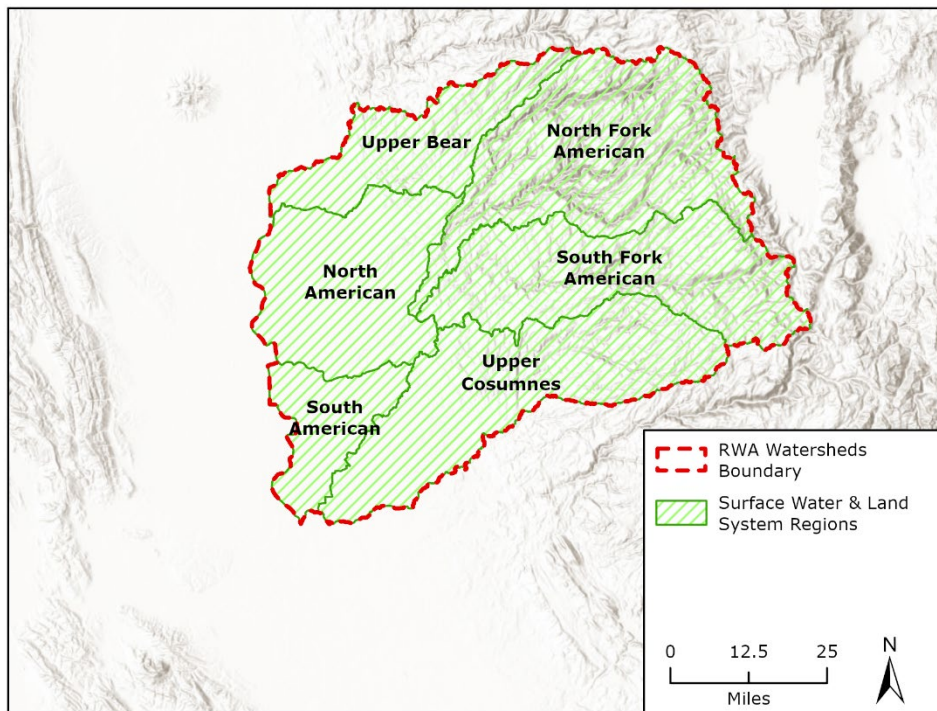 Upper Bear
North Fork
American
South Fork
American
North
American
Upper
Cosumnes
South
American
RWA Watersheds
Boundary
Surface Water & Land
System Regions
0 12.5 25
Miles
N